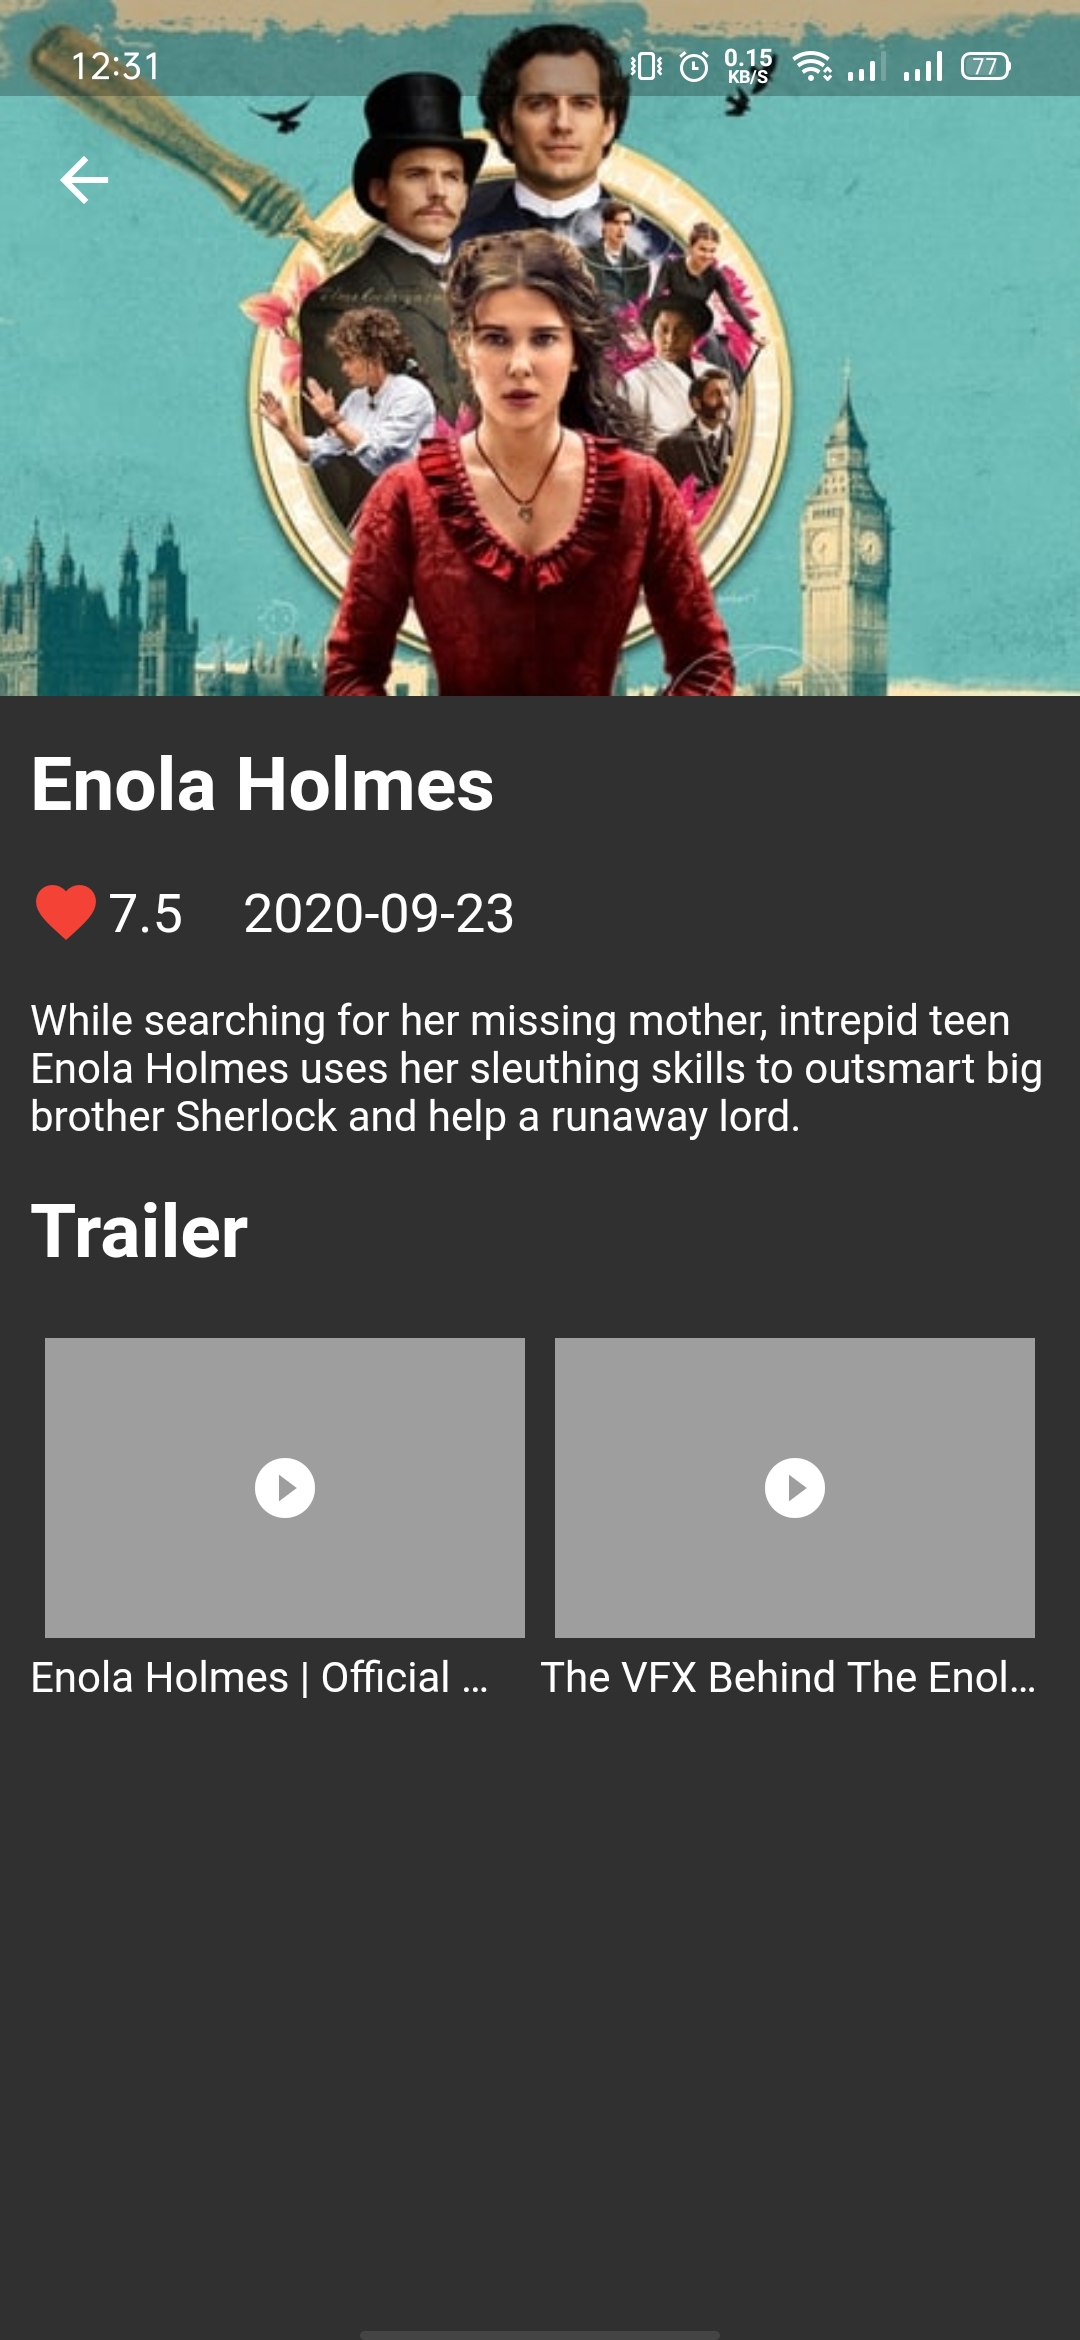 12:31
0.15
KB/S
77
Enola Holmes
7.5 2020-09-23
While searching for her missing mother, intrepid teen
Enola Holmes uses her sleuthing skills to outsmart big
brother Sherlock and help a runaway lord.
Trailer
Enola Holmes | Official ...
The VFX Behind The Enol...